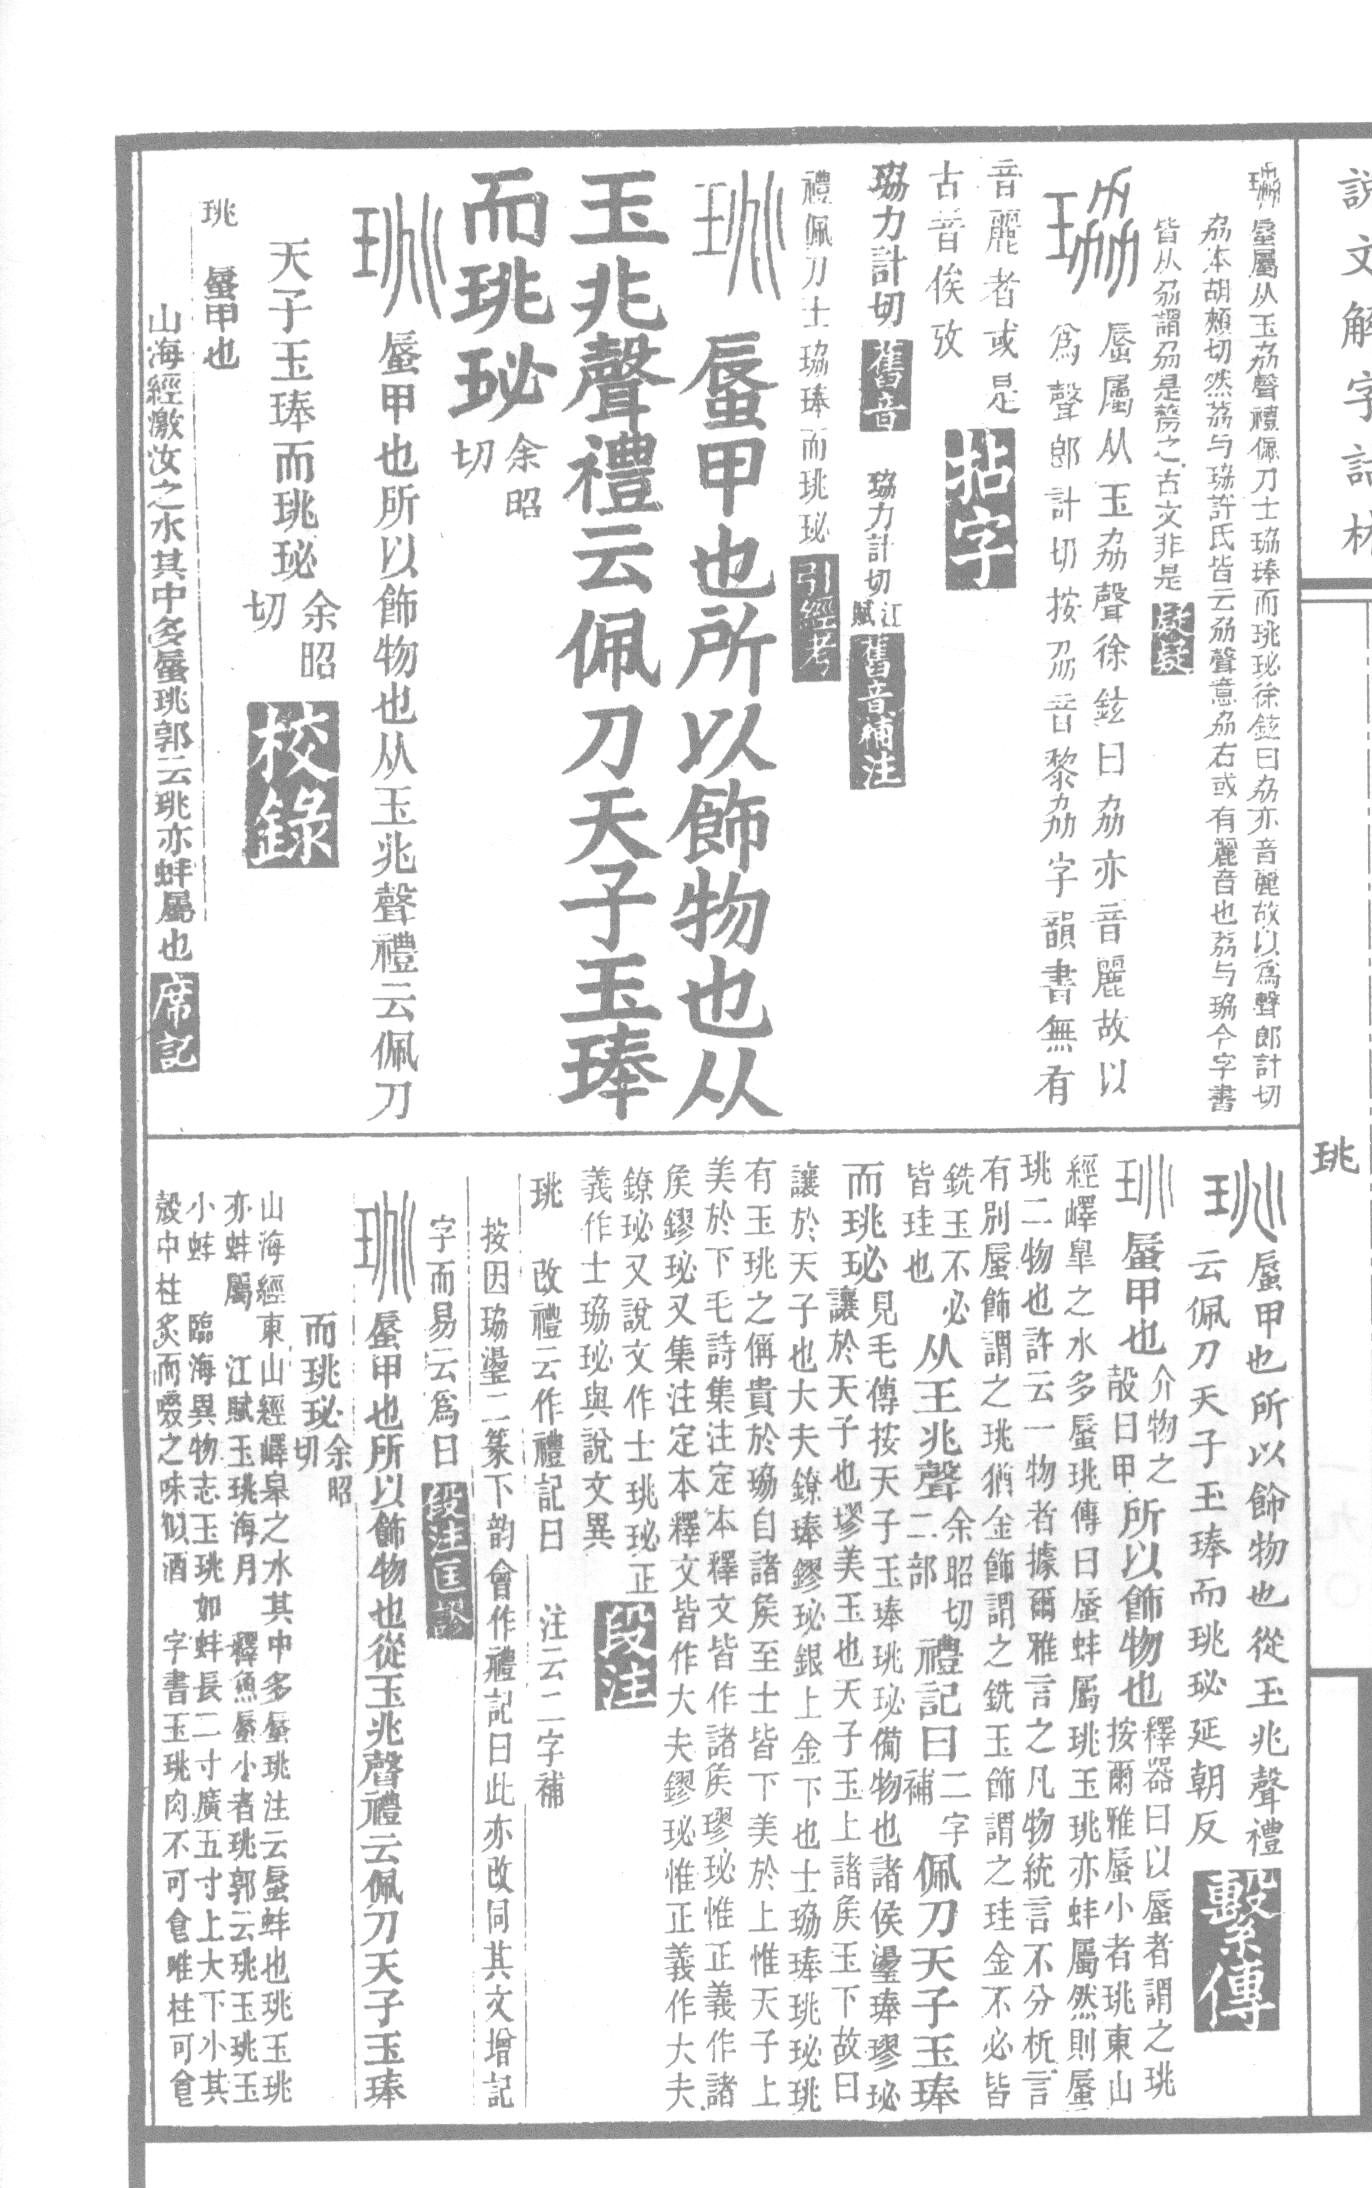 説文解字詁林
珧
蜃屬从玉劦聲禮佩刀士珕琫而珧珌徐鉉曰劦亦音麗故以爲聲郎計切
劦本胡頰切然荔与珕許氏皆云劦聲意劦右或有麗音也荔与珕今字書
皆从刕謂刕是古文非是
蜃屬从玉劦聲徐鉉曰劦亦音麗故以
爲聲郎計切按刕音黎劦字韻書無有
音麗者或是
古音俟攷
拈字
珕力計切
舊音
珕力計切
江賦
舊音補注
禮佩刀士珕琫而珧珌
引經考
蜃甲也所以飾物也从
玉兆聲禮云佩刀天子玉琫
而珧珌
余昭
切
蜃甲也所以飾物也从玉兆聲禮云佩刀
天子玉琫而珧珌
余昭
切
校錄
珧 蜃甲也
山海經激汝之水其中多蜃珧郭云珧亦蚌屬也
席記
蜃甲也所以飾物也從玉兆聲禮
云佩刀天子玉琫而珧珌延朝反
繫傳
蜃甲也
介物之
殼曰甲
所以飾物也
釋器曰以蜃者謂之珧
按爾雅蜃小者珧東山
經嶧皐之水多蜃珧傳曰蜃蚌屬珧玉珧亦蚌屬然則蜃
珧二物也許云一物者據爾雅言之凡物統言不分析言
有別蜃飾謂之珧猶金飾謂之銑玉飾謂之珪金不必皆
銑玉不必
皆珪也
从王兆聲
余昭切
二部
禮記曰
二字
補
佩刀天子玉琫
而珧珌
見毛傳按天子玉琫珧珌備物也諸侯璗琫璆珌
讓於天子也璆美玉也天子玉上諸矦玉下故曰
讓於天子也大夫鐐琫鏐珌銀上金下也士珕琫珧珌珧
有玉珧之偁貴於珕自諸矦至士皆下美於上惟天子上
美於下毛詩集注定本釋文皆作諸矦璆珌惟正義作諸
矦鏐珌又集注定本釋文皆作大夫鏐珌惟正義作大夫
鐐珌又說文作士珧珌正
義作士珕珌與說文異
段注
珧 改禮云作禮記曰 注云二字補
按因珕璗二篆下韵會作禮記曰此亦改同其文增記
字而易云爲曰
段注匡謬
蜃甲也所以飾物也從玉兆聲禮云佩刀天子玉琫
而珧珌
余昭
切
山海經東山經嶧皋之水其中多蜃珧注云蜃蚌也珧玉珧
亦蚌屬 江賦玉珧海月 釋魚蜃小者珧郭云珧玉珧玉
小蚌 臨海異物志玉珧如蚌長二寸廣五寸上大下小其
殼中柱炙而啜之味似酒 字書玉珧肉不可食唯柱可食